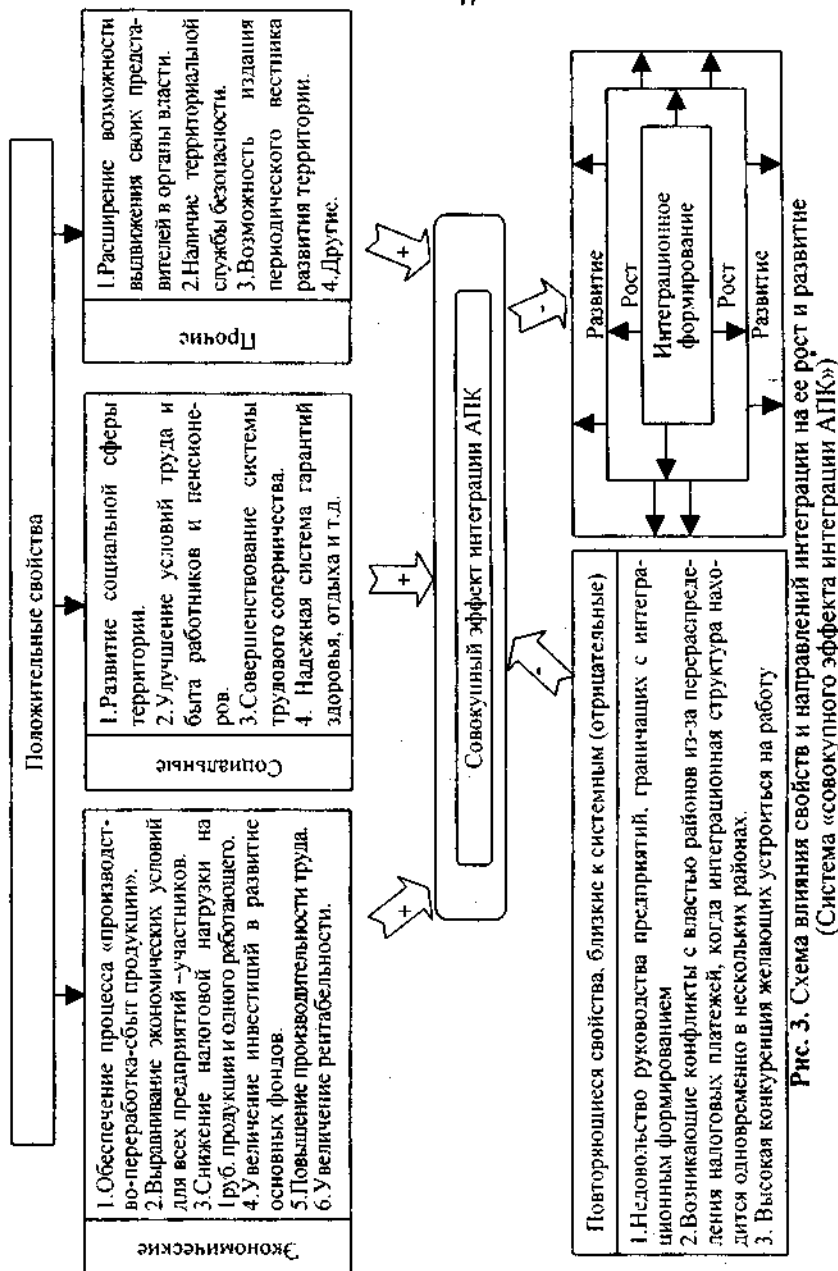 Положительные свойства
Экономические
1.Обеспечение процесса «производст-
во-переработка-сбыт продукции».
2.Выравнивание экономических условий
для всех предприятий –участников.
3.Снижение налоговой нагрузки на
1руб. продукции и одного работающего.
4.Увеличение инвестиций в развитие
основных фондов.
5.Повышение производительности труда.
6.Увеличение рентабельности.
Социальные
1.Развитие социальной сферы
территории.
2.Улучшение условий труда и
быта работников и пенсионе-
ров.
3.Совершенствование системы
трудового соперничества.
4. Надежная система гарантий
здоровья, отдыха и т.д.
Прочие
1.Расширение возможности
выдвижения своих предста-
вителей в органы власти.
2.Наличие территориальной
службы безопасности.
3.Возможность издания
периодического вестника
развития территории.
4.Другие.
+
+
+
Совокупный эффект интеграции АПК
-
-
Повторяющиеся свойства, близкие к системным (отрицательные)
1.Недовольство руководства предприятий, граничащих с интегра-
ционным формированием
2.Возникающие конфликты с властью районов из-за перераспреде-
ления налоговых платежей, когда интеграционная структура нахо-
дится одновременно в нескольких районах.
3. Высокая конкуренция желающих устроиться на работу
Развитие
Рост
Интеграционное
формирование
Рост
Развитие
Рис. 3. Схема влияния свойств и направлений интеграции на ее рост и развитие
(Система «совокупного эффекта интеграции АПК»)